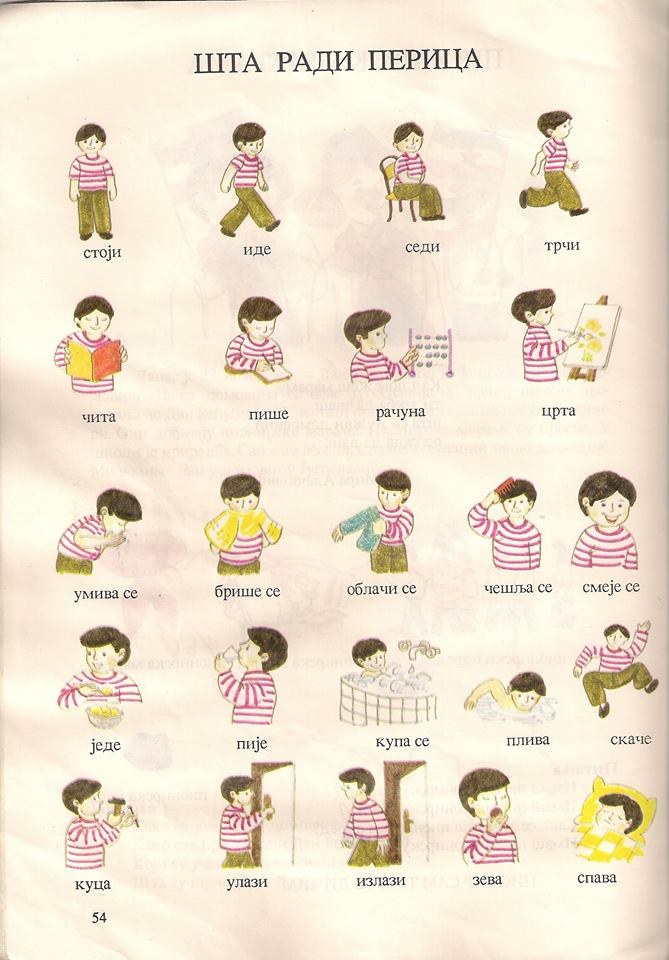 ШТА РАДИ ПЕРИЦА
стоји иде седи трчи
чита пише рачуна црта
умива се брише се облачи се чешља се смеје се
једе пије купа се плива скаче
куца улази излази зева спава
54